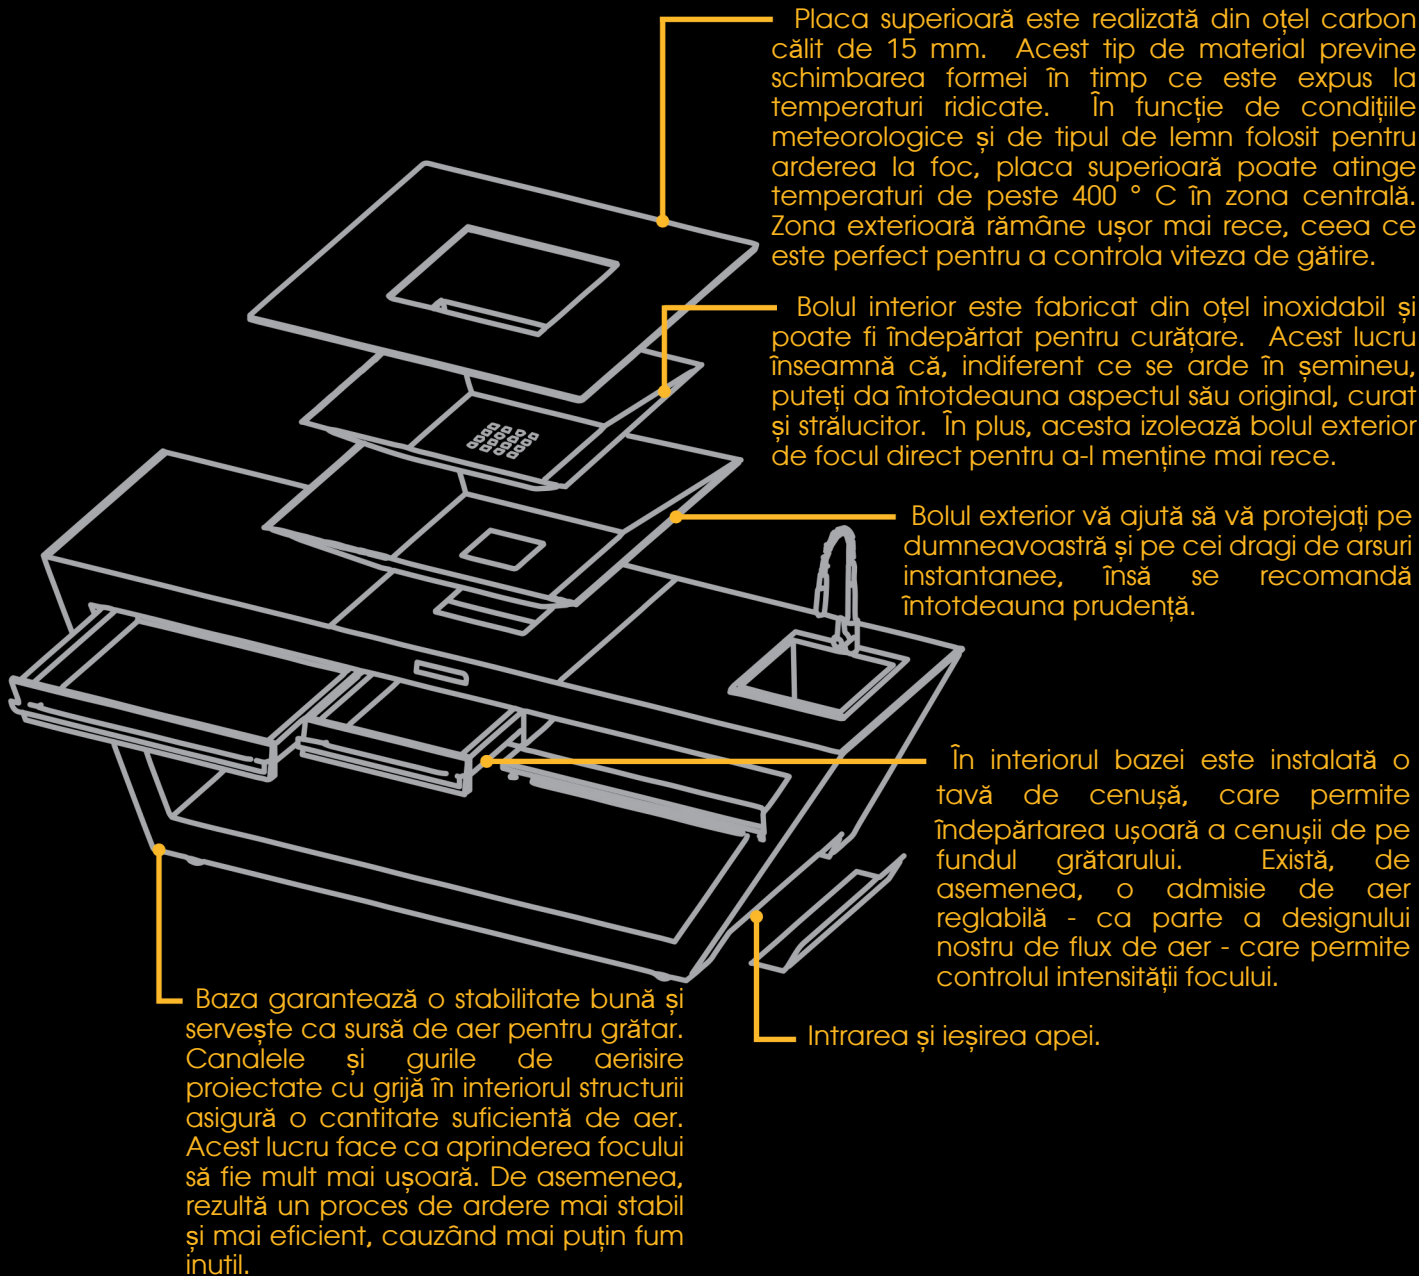 Placa superioară este realizată din oțel carbon
călit de 15 mm. Acest tip de material previne
schimbarea formei în timp ce este expus la
temperaturi ridicate. În funcție de condițiile
meteorologice și de tipul de lemn folosit pentru
arderea la foc, placa superioară poate atinge
temperaturi de peste 400 ° C în zona centrală.
Zona exterioară rămâne ușor mai rece, ceea ce
este perfect pentru a controla viteza de gătire.
Bolul interior este fabricat din oțel inoxidabil și
poate fi îndepărtat pentru curățare. Acest lucru
înseamnă că, indiferent ce se arde în șemineu,
puteți da întotdeauna aspectul său original, curat
și strălucitor. În plus, acesta izolează bolul exterior
de focul direct pentru a-l menține mai rece.
Bolul exterior vă ajută să vă protejați pe
dumneavoastră și pe cei dragi de arsuri
instantanee, însă se recomandă
întotdeauna prudență.
În interiorul bazei este instalată o
tavă de cenușă, care permite
îndepărtarea ușoară a cenușii de pe
fundul grătarului. Există, de
asemenea, o admisie de aer
reglabilă - ca parte a designului
nostru de flux de aer - care permite
controlul intensității focului.
Intrarea și ieșirea apei.
Baza garantează o stabilitate bună și
servește ca sursă de aer pentru grătar.
Canalele și gurile de aerisire
proiectate cu grijă în interiorul structurii
asigură o cantitate suficientă de aer.
Acest lucru face ca aprinderea focului
să fie mult mai ușoară. De asemenea,
rezultă un proces de ardere mai stabil
și mai eficient, cauzând mai puțin fum
inutil.